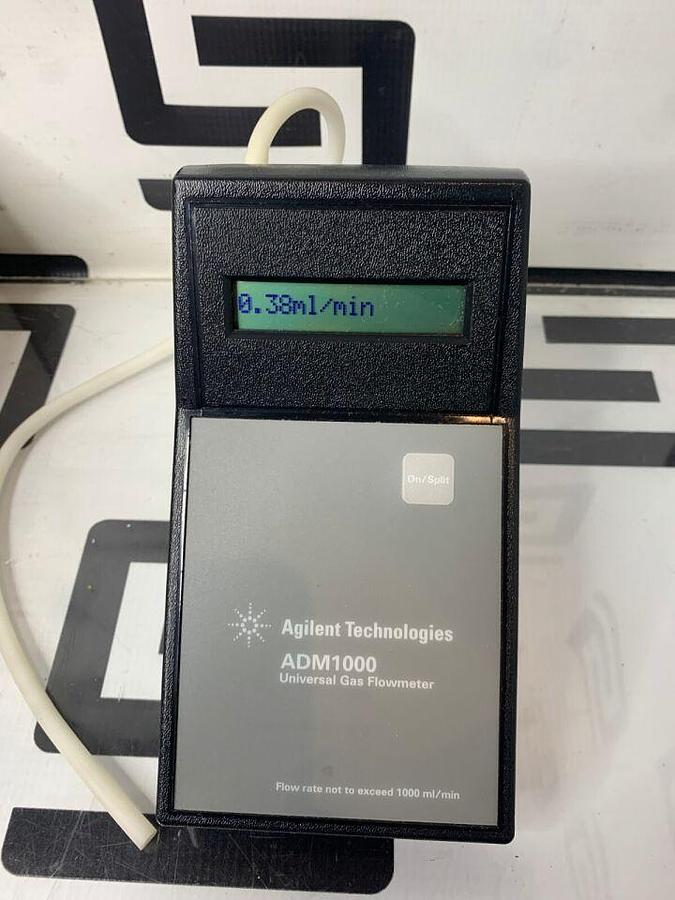 0.38ml/min
On/Split
Agilent Technologies
ADM1000
Universal Gas Flowmeter
Flow rate not to exceed 1000 ml/min